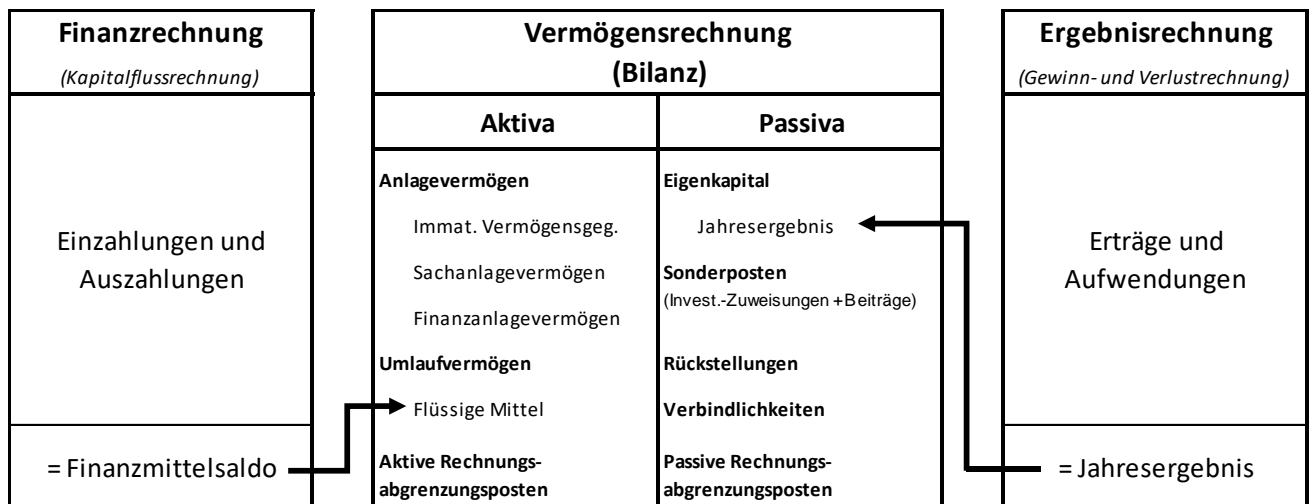 Finanzrechnung
(Kapitalflussrechnung)
Einzahlungen und
Auszahlungen
= Finanzmittelsaldo
Vermögensrechnung
(Bilanz)
Aktiva
Anlagevermögen
Immat. Vermögensgeg.
Sachanlagevermögen
Finanzanlagevermögen
Umlaufvermögen
Flüssige Mittel
Aktive Rechnungs-
abgrenzungsposten
Passiva
Eigenkapital
Jahresergebnis
Sonderposten
(Invest.-Zuweisungen +Beiträge)
Rückstellungen
Verbindlichkeiten
Passive Rechnungs-
abgrenzungsposten
Ergebnisrechnung
(Gewinn- und Verlustrechnung)
Erträge und
Aufwendungen
= Jahresergebnis